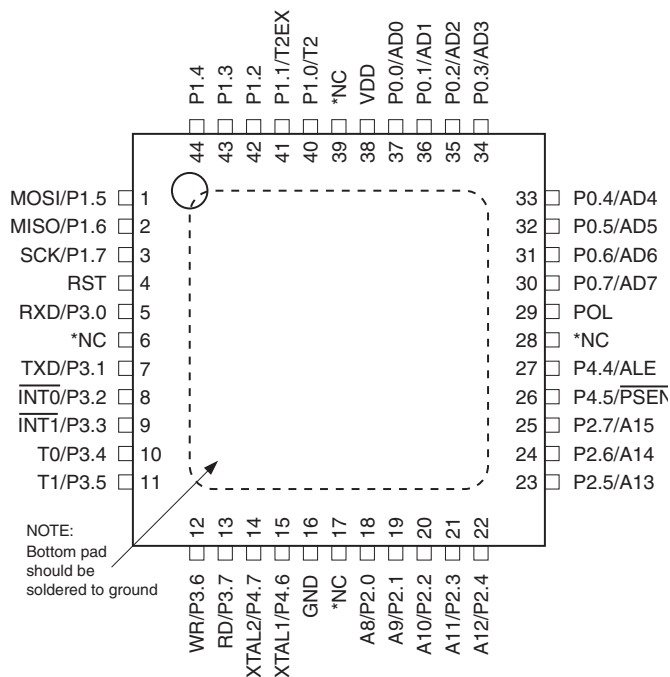 P1.4
P1.3
P1.2
P1.1/T2EX
P1.0/T2
*NC
VDD
P0.0/AD0
P0.1/AD1
P0.2/AD2
P0.3/AD3
44
43
42
41
40
39
38
37
36
35
34
MOSI/P1.5 1
MISO/P1.6 2
SCK/P1.7 3
RST 4
RXD/P3.0 5
*NC 6
TXD/P3.1 7
INT0/P3.2 8
INT1/P3.3 9
T0/P3.4 10
T1/P3.5 11
33 P0.4/AD4
32 P0.5/AD5
31 P0.6/AD6
30 P0.7/AD7
29 POL
28 *NC
27 P4.4/ALE
26 P4.5/PSEN
25 P2.7/A15
24 P2.6/A14
23 P2.5/A13
NOTE:
Bottom pad
should be
soldered to ground
12
13
14
15
16
17
18
19
20
21
22
WR/P3.6
RD/P3.7
XTAL2/P4.7
XTAL1/P4.6
GND
*NC
A8/P2.0
A9/P2.1
A10/P2.2
A11/P2.3
A12/P2.4